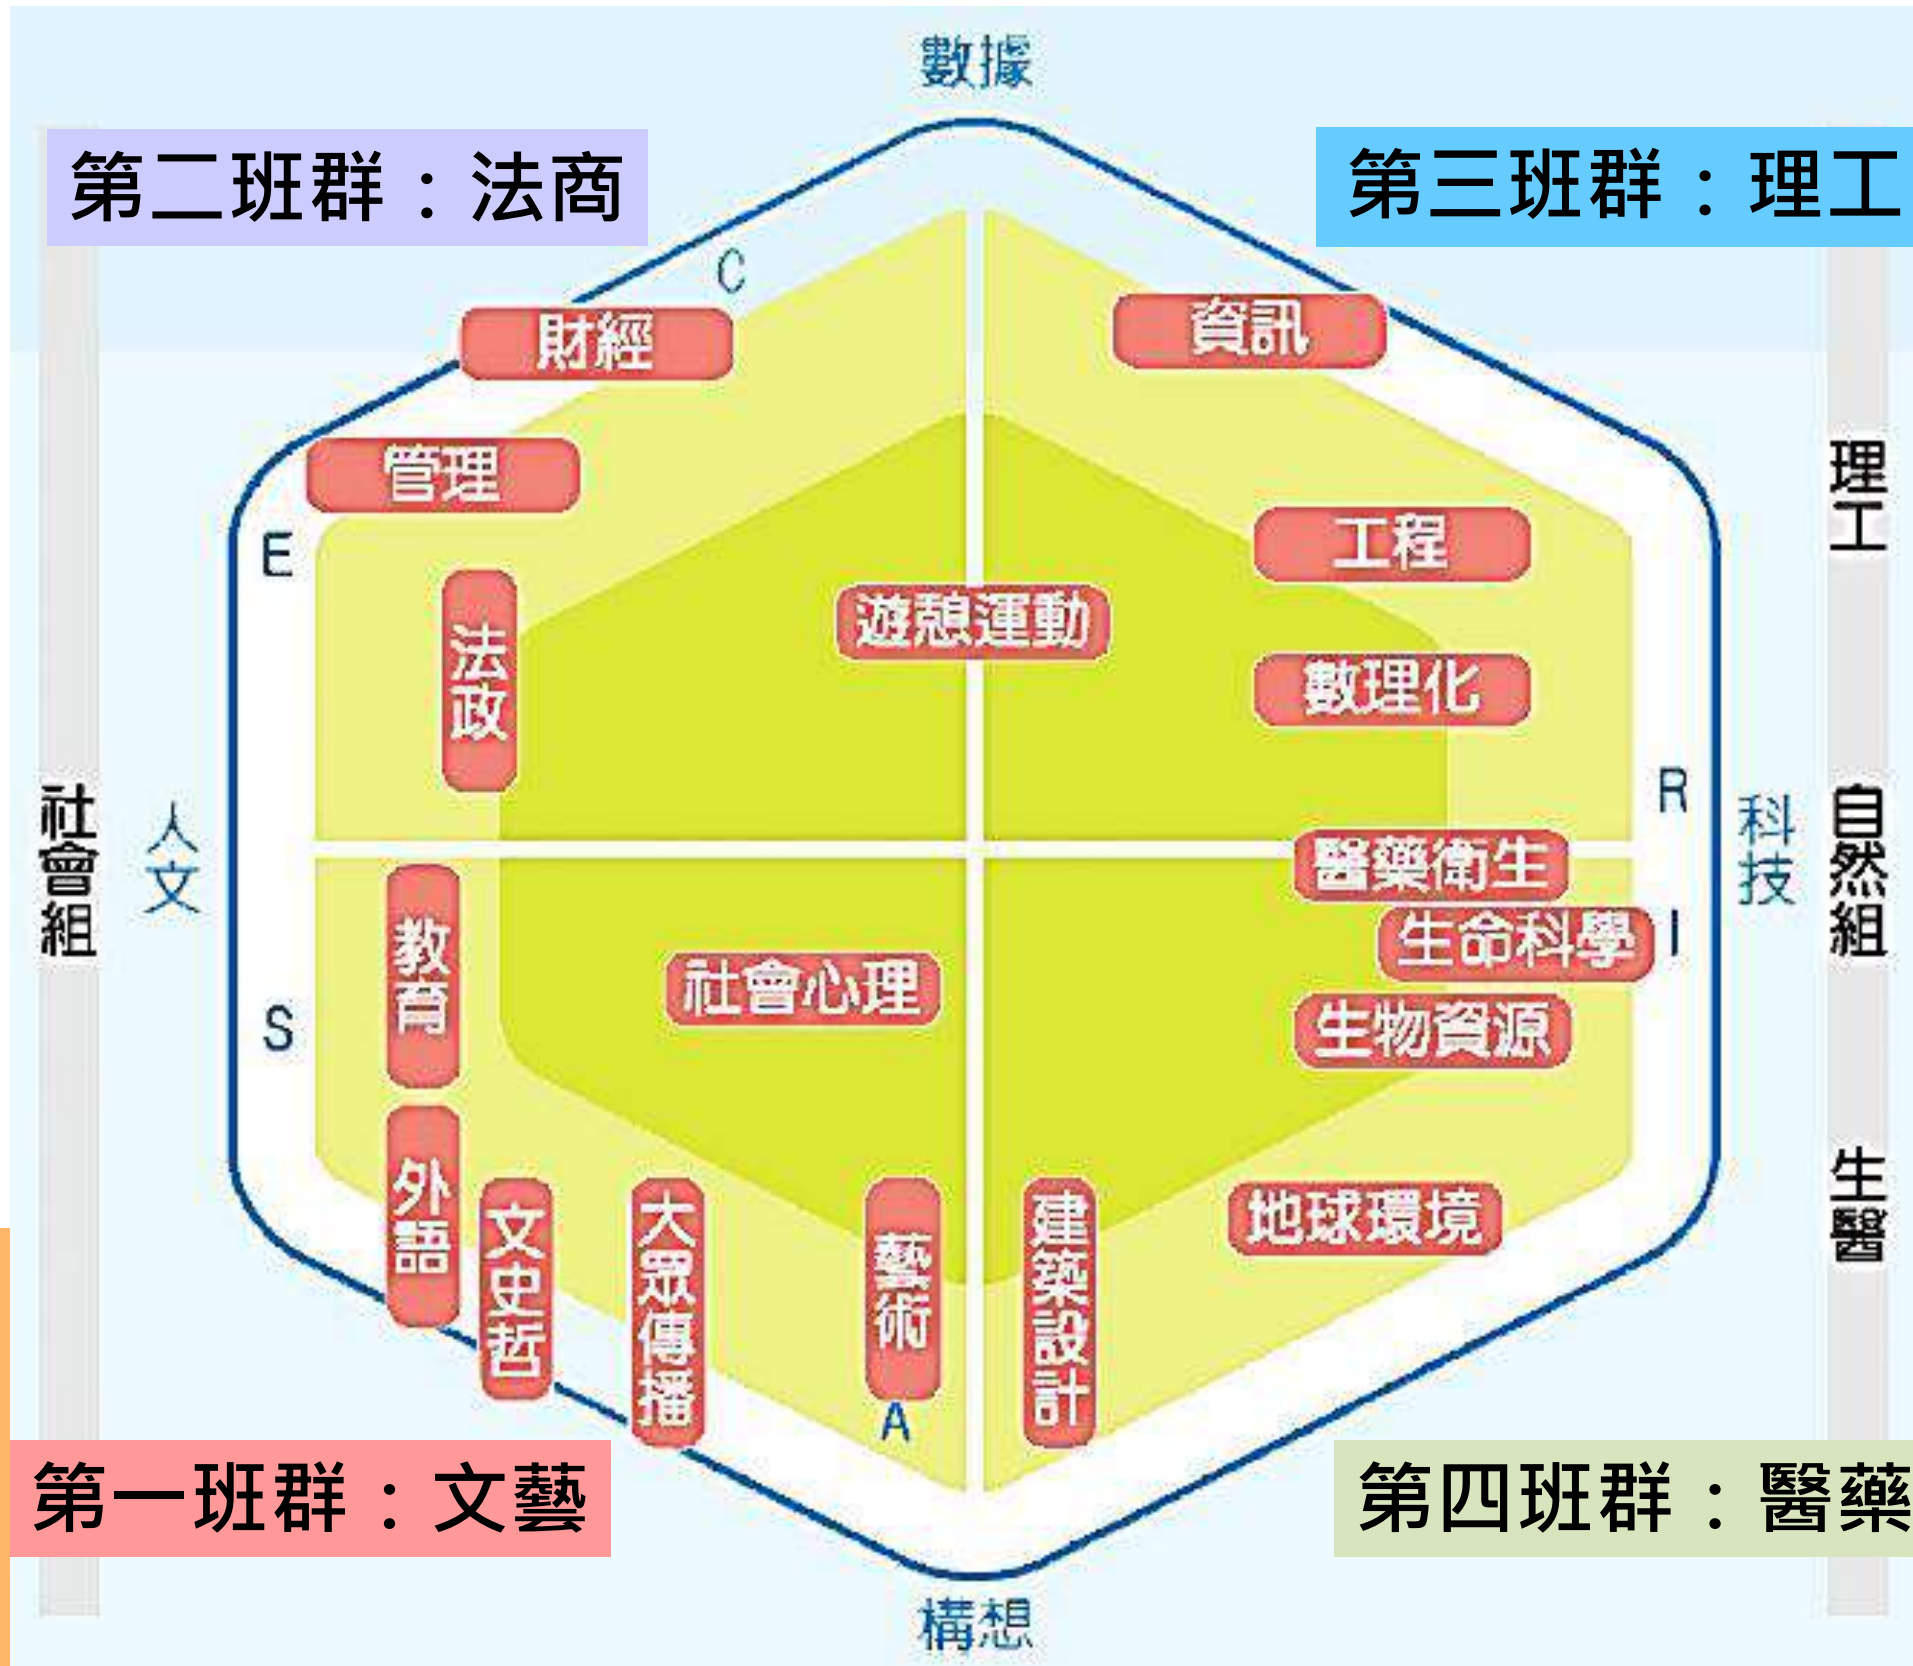 數據
第二班群：法商
第三班群：理工
C
財經
資訊
管理
理工
E
工程
法政
遊憩運動
數理化
R
社會組
人文
科技
自然組
醫藥衛生
教育
生命科學
I
社會心理
S
生物資源
外語
文史哲
大眾傳播
藝術
建築設計
地球環境
生醫
A
第一班群：文藝
第四班群：醫藥
構想